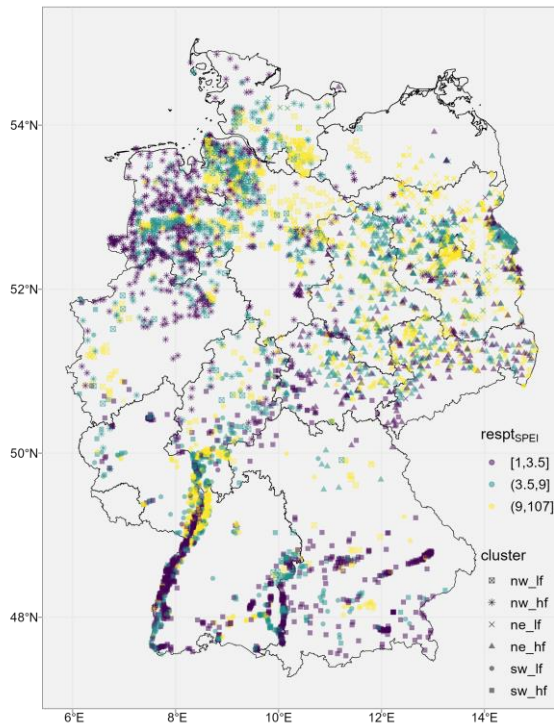 54°N
52°N
50°N
48°N
6°E
8°E
10°E
12°E
14°E
respt_SPEI
[1,3.5]
(3.5,9]
(9,107]
cluster
nw_lf
nw_hf
ne_lf
ne_hf
sw_lf
sw_hf